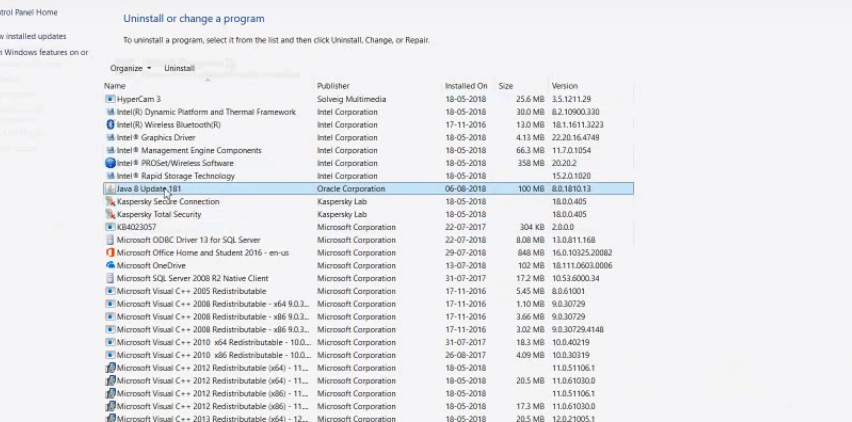 trol Panel Home
Uninstall or change a program
w installed updates
To uninstall a program, select it from the list and then click Uninstall, Change, or Repair.
n Windows features on or
Organize Uninstall
Name Publisher Installed On Size Version
HyperCam 3 Solveig Multimedia 18-05-2018 25.6 MB 3.5.1211.29
Intel(R) Dynamic Platform and Thermal Framework Intel Corporation 18-05-2018 30.0 MB 8.2.10900.330
Intel(R) Wireless Bluetooth(R) Intel Corporation 17-11-2016 13.0 MB 18.1.1611.3223
Intel® Graphics Driver Intel Corporation 18-05-2018 4.13 MB 22.20.16.4749
Intel® Management Engine Components Intel Corporation 18-05-2018 66.3 MB 11.7.0.1054
Intel® PROSet/Wireless Software Intel Corporation 18-05-2018 358 MB 20.20.2
Intel® Rapid Storage Technology Intel Corporation 18-05-2018 15.2.0.1020
Java 8 Update 181 Oracle Corporation 06-08-2018 100 MB 8.0.1810.13
Kaspersky Secure Connection Kaspersky Lab 18-05-2018 18.0.0.405
Kaspersky Total Security Kaspersky Lab 18-05-2018 18.0.0.405
KB4023057 Microsoft Corporation 22-07-2017 304 KB 2.0.0.0
Microsoft ODBC Driver 13 for SQL Server Microsoft Corporation 22-07-2018 8.08 MB 13.0.811.168
Microsoft Office Home and Student 2016 - en-us Microsoft Corporation 29-07-2018 848 MB 16.0.10325.20082
Microsoft OneDrive Microsoft Corporation 13-07-2018 102 MB 18.111.0603.0006
Microsoft SQL Server 2008 R2 Native Client Microsoft Corporation 31-07-2017 17.2 MB 10.53.6000.34
Microsoft Visual C++ 2005 Redistributable Microsoft Corporation 17-11-2016 5.45 MB 8.0.61001
Microsoft Visual C++ 2008 Redistributable - x64 9.0.3... Microsoft Corporation 17-11-2016 1.10 MB 9.0.30729
Microsoft Visual C++ 2008 Redistributable - x86 9.0.3... Microsoft Corporation 17-11-2016 3.66 MB 9.0.30729
Microsoft Visual C++ 2008 Redistributable - x86 9.0.3... Microsoft Corporation 17-11-2016 3.02 MB 9.0.30729.4148
Microsoft Visual C++ 2010 x64 Redistributable - 10.0... Microsoft Corporation 31-07-2017 18.3 MB 10.0.40219
Microsoft Visual C++ 2010 x86 Redistributable - 10.0... Microsoft Corporation 26-08-2017 4.09 MB 10.0.30319
Microsoft Visual C++ 2012 Redistributable (x64) - 11.... Microsoft Corporation 18-05-2018 11.0.51106.1
Microsoft Visual C++ 2012 Redistributable (x64) - 11.... Microsoft Corporation 18-05-2018 20.5 MB 11.0.61030.0
Microsoft Visual C++ 2012 Redistributable (x86) - 11.... Microsoft Corporation 18-05-2018 11.0.51106.1
Microsoft Visual C++ 2012 Redistributable (x86) - 11.... Microsoft Corporation 18-05-2018 17.3 MB 11.0.61030.0
Microsoft Visual C++ 2013 Redistributable (x64) - 12.... Microsoft Corporation 18-05-2018 20.5 MB 12.0.21005.1